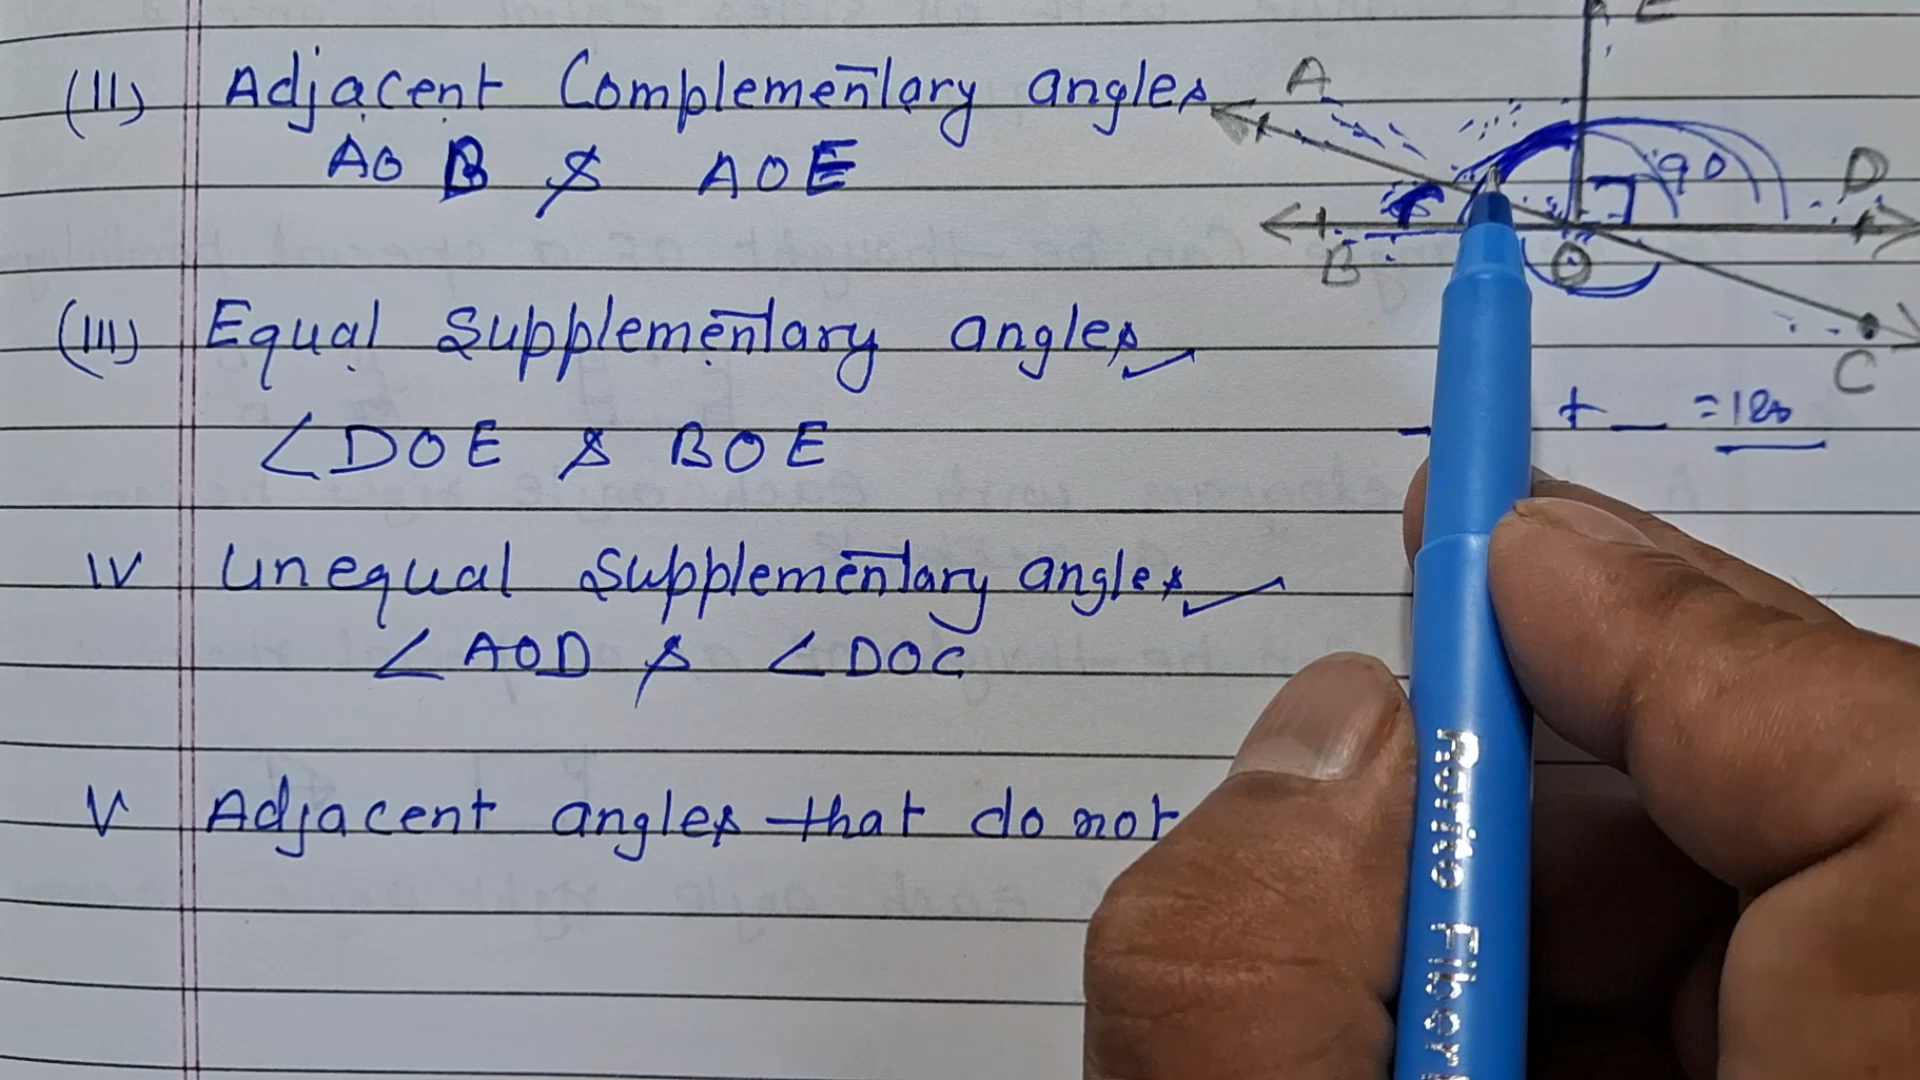 (II) Adjacent Complementary angles
AOB & AOE
(III) Equal Supplementary angles
∠DOE & BOE
IV Unequal Supplementary angles
∠AOD & ∠DOC
V Adjacent angles that do not
E
A
90
D
B
O
C
+ __ = 180
Rorito Fiber